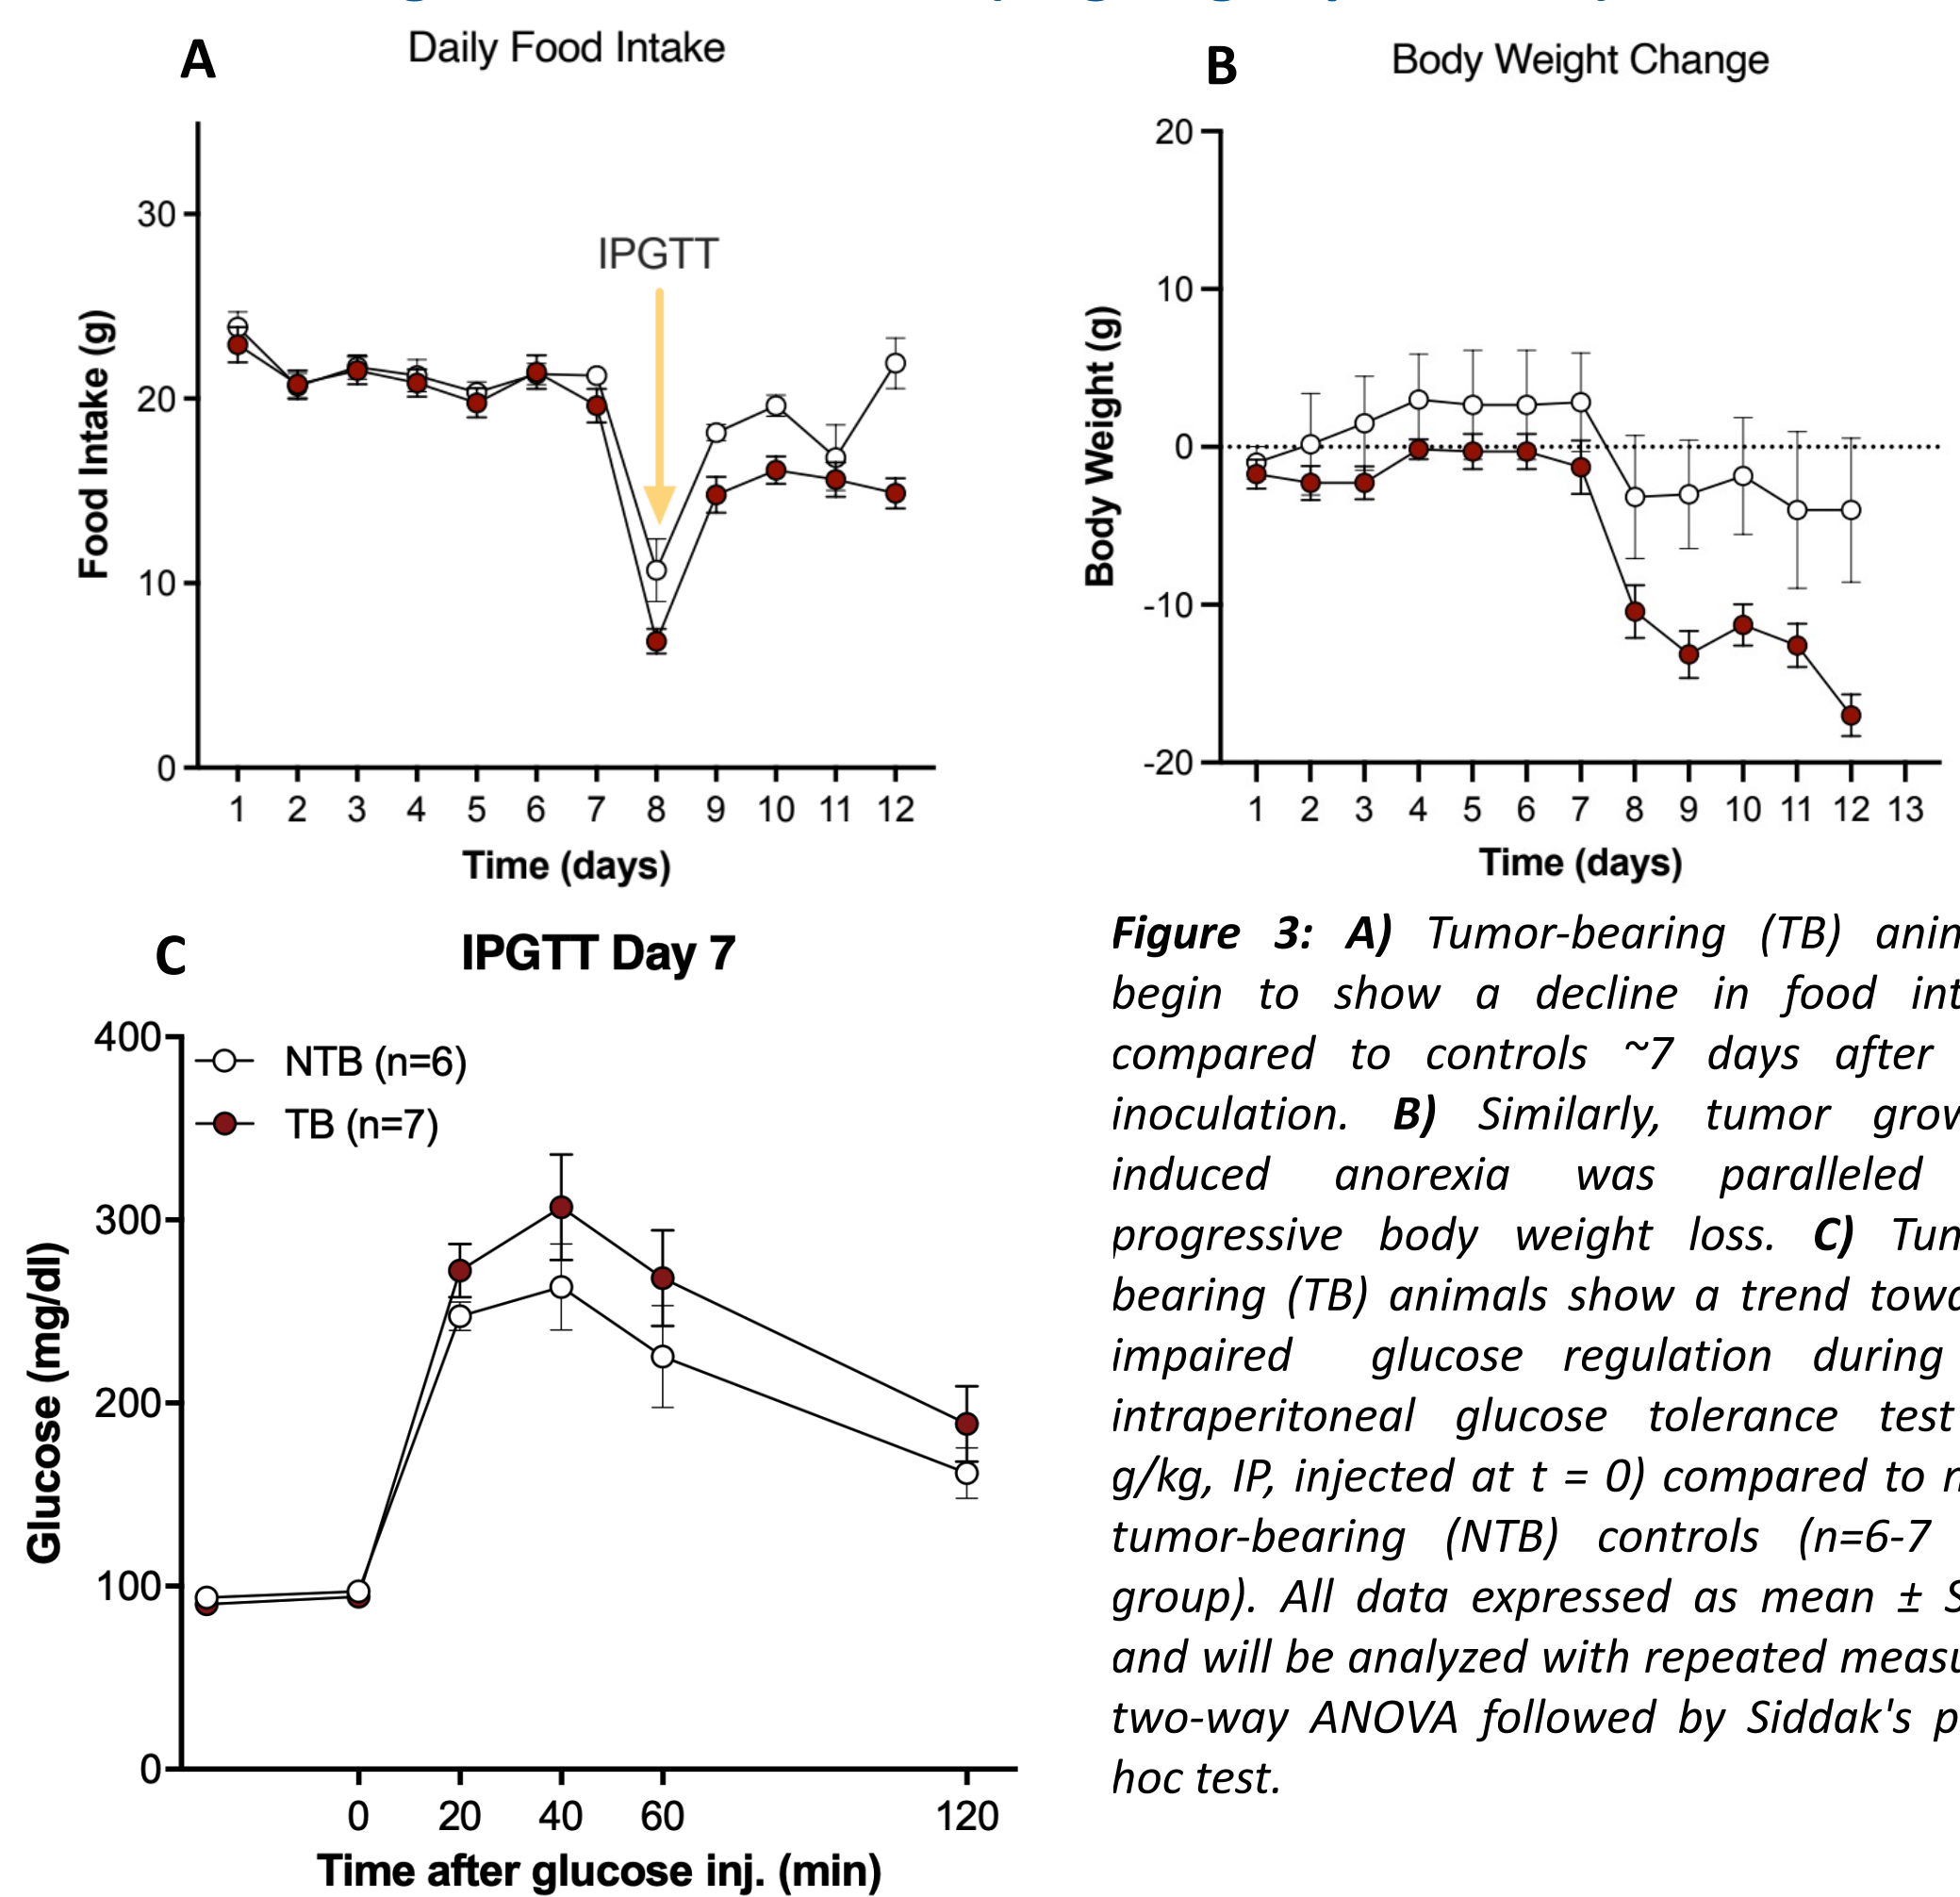 A
Daily Food Intake
30
20
10
0
IPGTT
Food Intake (g)
1 2 3 4 5 6 7 8 9 10 11 12
Time (days)
B
Body Weight Change
20
10
0
-10
-20
Body Weight (g)
1 2 3 4 5 6 7 8 9 10 11 12 13
Time (days)
C
IPGTT Day 7
400
300
200
100
0
NTB (n=6)
TB (n=7)
Glucose (mg/dl)
0 20 40 60 120
Time after glucose inj. (min)
Figure 3: A) Tumor-bearing (TB)
begin to show a decline in food
compared to controls ~7 days after
inoculation. B) Similarly, tumor
induced anorexia was paralleled
progressive body weight loss. C)
bearing (TB) animals show a trend
impaired glucose regulation during
intraperitoneal glucose tolerance test
g/kg, IP, injected at t = 0) compared to
tumor-bearing (NTB) controls (n=6-7
group). All data expressed as mean ±
and will be analyzed with repeated
two-way ANOVA followed by Siddak's
hoc test.